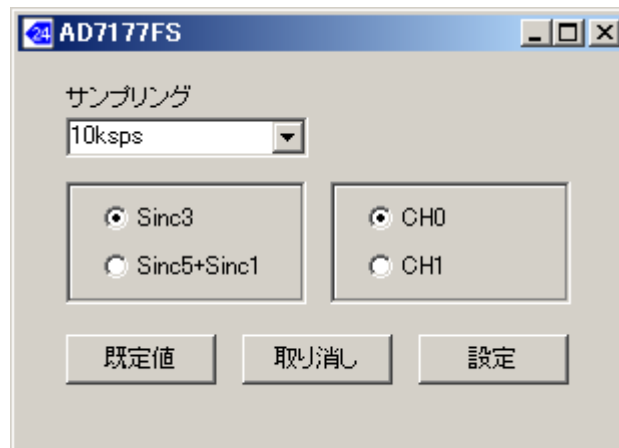 24 AD7177FS
サンプリング
10ksps
Sinc3
CH0
Sinc5+Sinc1
CH1
既定値
取り消し
設定